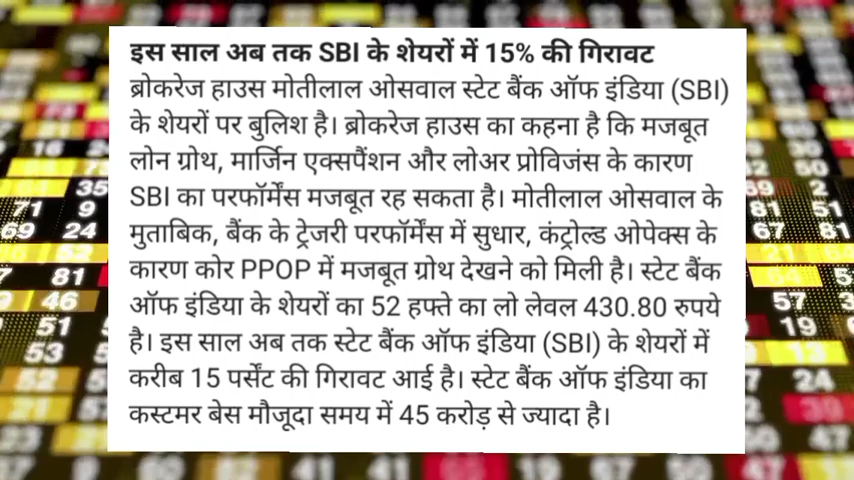 इस साल अब तक SBI के शेयरों में 15% की गिरावट
ब्रोकरेज हाउस मोतीलाल ओसवाल स्टेट बैंक ऑफ इंडिया (SBI)
के शेयरों पर बुलिश है। ब्रोकरेज हाउस का कहना है कि मजबूत
लोन ग्रोथ, मार्जिन एक्सपैंशन और लोअर प्रोविजंस के कारण
SBI का परफॉर्मेंस मजबूत रह सकता है। मोतीलाल ओसवाल के
मुताबिक, बैंक के ट्रेजरी परफॉर्मेंस में सुधार, कंट्रोल्ड ओपेक्स के
कारण कोर PPOP में मजबूत ग्रोथ देखने को मिली है। स्टेट बैंक
ऑफ इंडिया के शेयरों का 52 हफ्ते का लो लेवल 430.80 रुपये
है। इस साल अब तक स्टेट बैंक ऑफ इंडिया (SBI) के शेयरों में
करीब 15 पर्सेंट की गिरावट आई है। स्टेट बैंक ऑफ इंडिया का
कस्टमर बेस मौजूदा समय में 45 करोड़ से ज्यादा है।